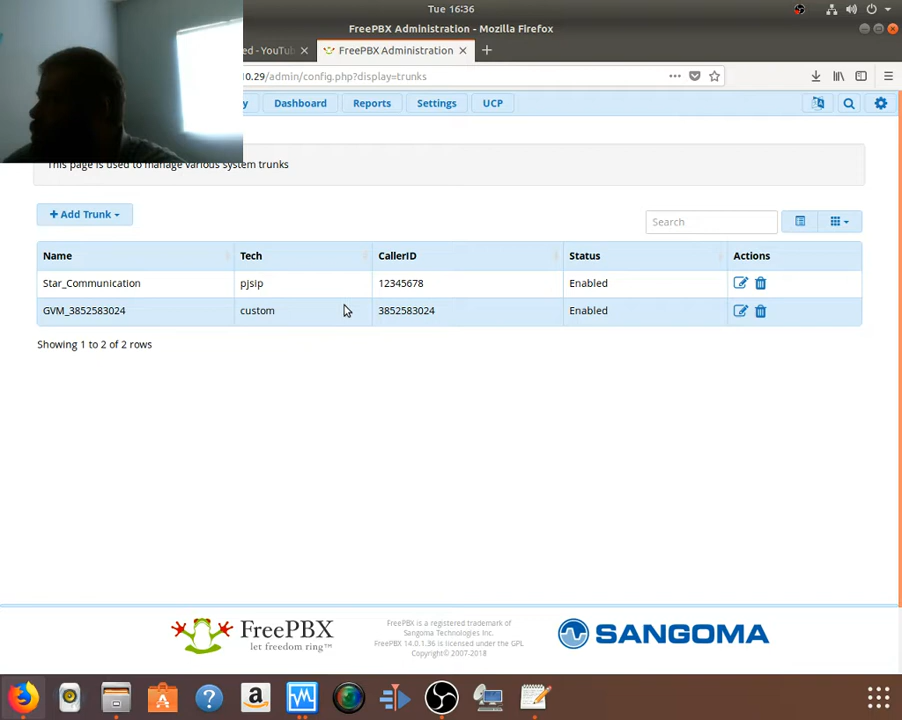 Tue 16:36
FreePBX Administration - Mozilla Firefox
ed - YouTub
FreePBX Administration
10.29/admin/config.php?display=trunks
y Dashboard Reports Settings UCP
This page is used to manage various system trunks
+ Add Trunk
Search
Name Tech CallerID Status Actions
Star_Communication pjsip 12345678 Enabled
GVM_3852583024 custom 3852583024 Enabled
Showing 1 to 2 of 2 rows
FreePBX
let freedom ring™
FreePBX is a registered trademark of
Sangoma Technologies Inc.
FreePBX 14.0.1.36 is licensed under the GPL
Copyright© 2007-2018
SANGOMA